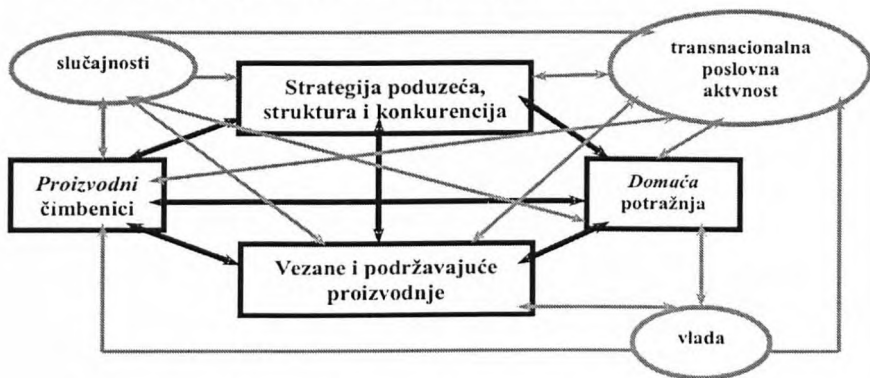 slučajnosti
transnacionalna
poslovna
aktvnost
Strategija poduzeća,
struktura i konkurencija
Proizvodni
čimbenici
Domaća
potražnja
Vezane i podržavajuće
proizvodnje
vlada